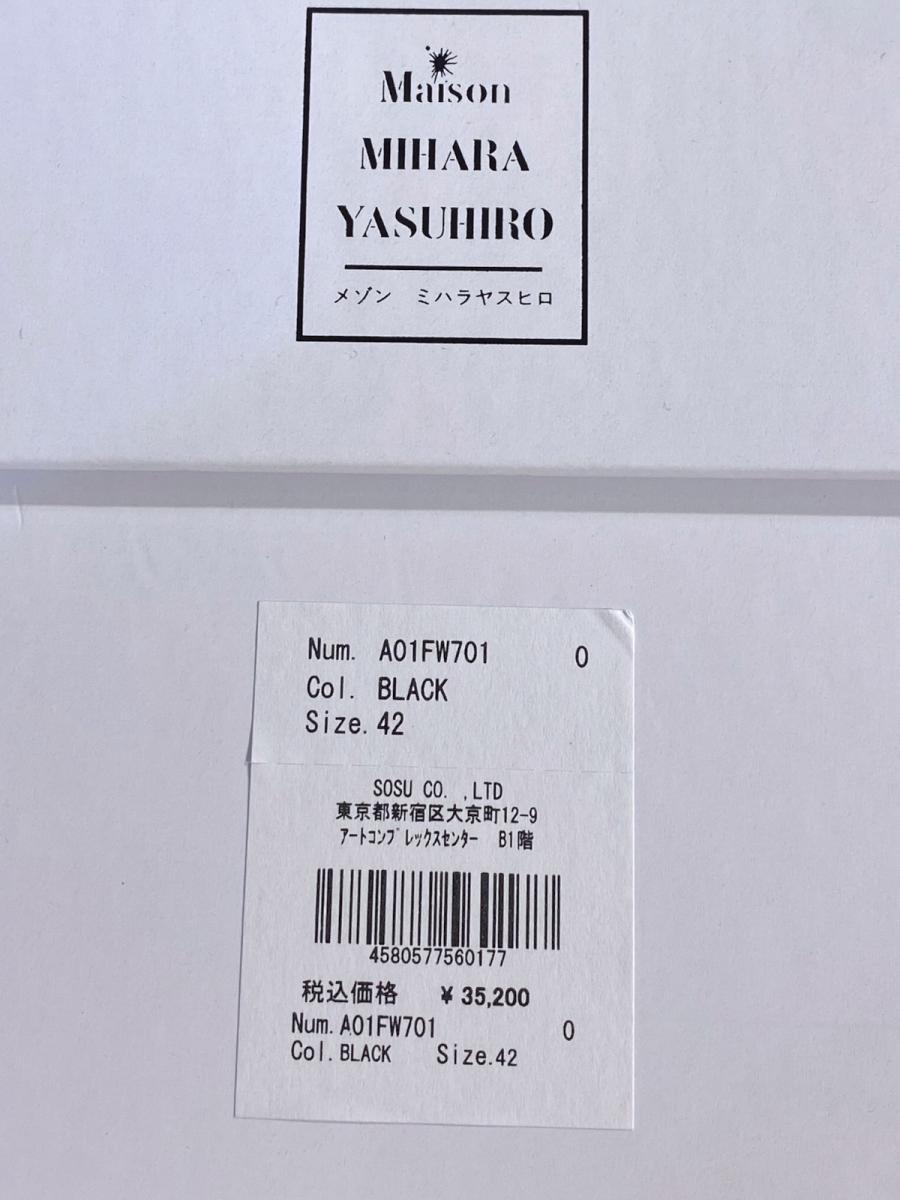 Maison
MIHARA
YASUHIRO
メゾン ミハラヤスヒロ
Num. A01FW701 0
Col. BLACK
Size. 42
SOSU CO. ,LTD
東京都新宿区大京町12-9
ｱｰﾄｺﾝﾌﾟﾚｯｸｽｾﾝﾀｰ B1階
4580577560177
税込価格 ¥ 35,200
Num. A01FW701 0
Col. BLACK Size. 42